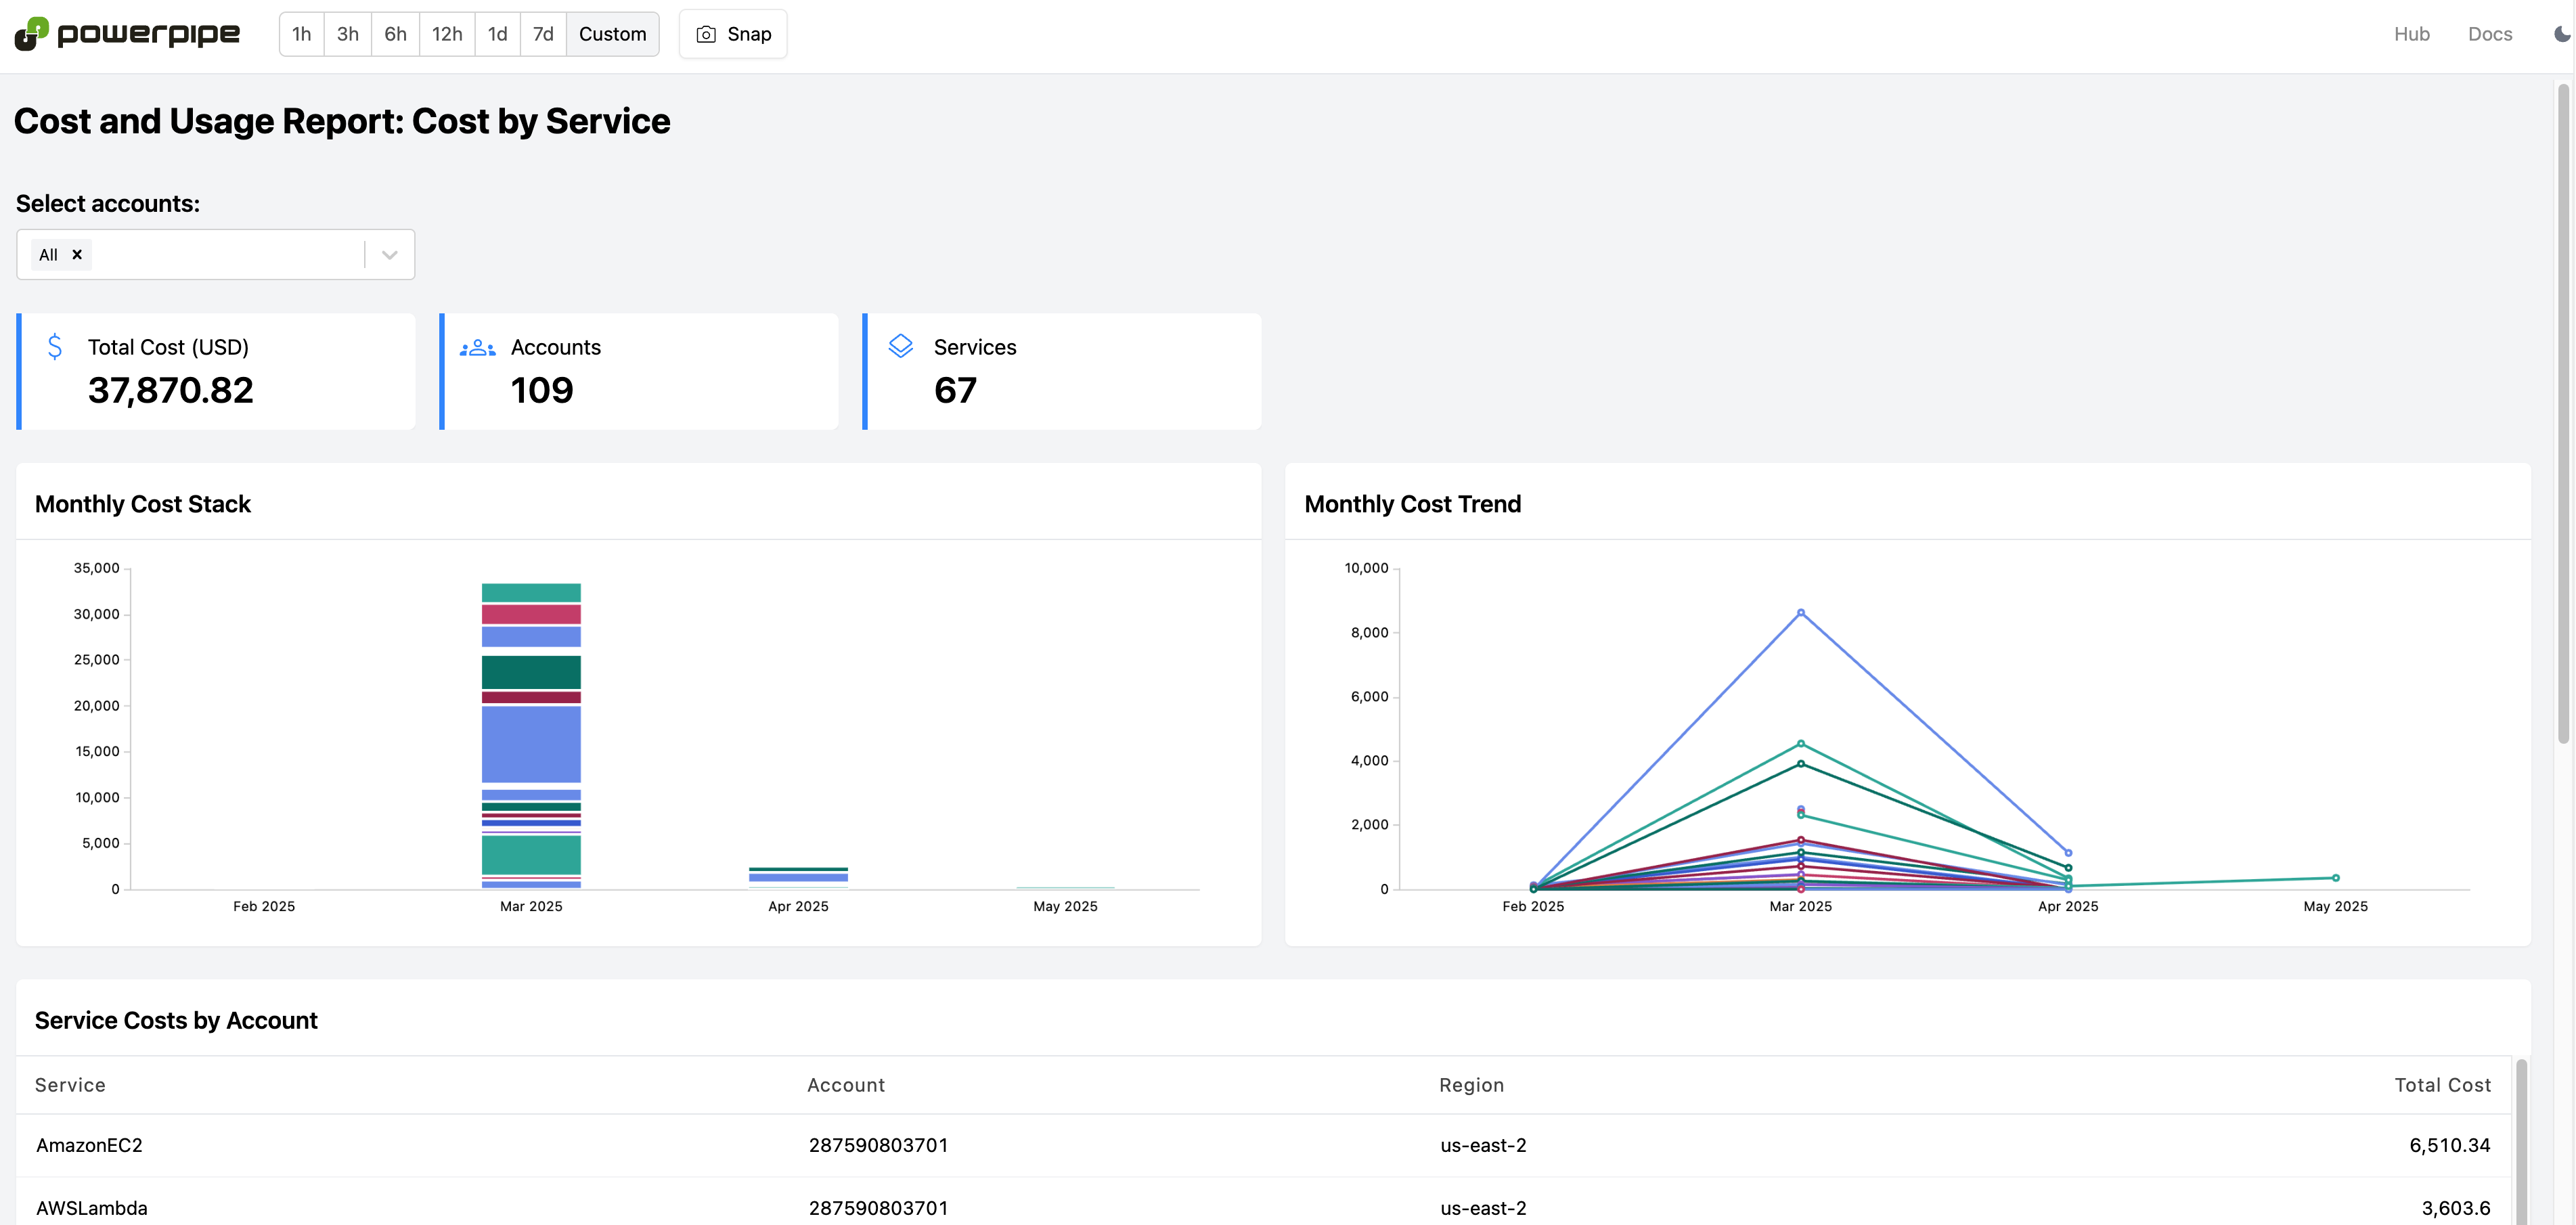 powerpipe
1h 3h 6h 12h 1d 7d Custom Snap Hub Docs
Cost and Usage Report: Cost by Service
Select accounts:
All
Total Cost (USD)
37,870.82
Accounts
109
Services
67
Monthly Cost Stack
35,000
30,000
25,000
20,000
15,000
10,000
5,000
0
Feb 2025 Mar 2025 Apr 2025 May 2025
Monthly Cost Trend
10,000
8,000
6,000
4,000
2,000
0
Feb 2025 Mar 2025 Apr 2025 May 2025
Service Costs by Account
Service Account Region Total Cost
AmazonEC2 287590803701 us-east-2 6,510.34
AWSLambda 287590803701 us-east-2 3,603.6